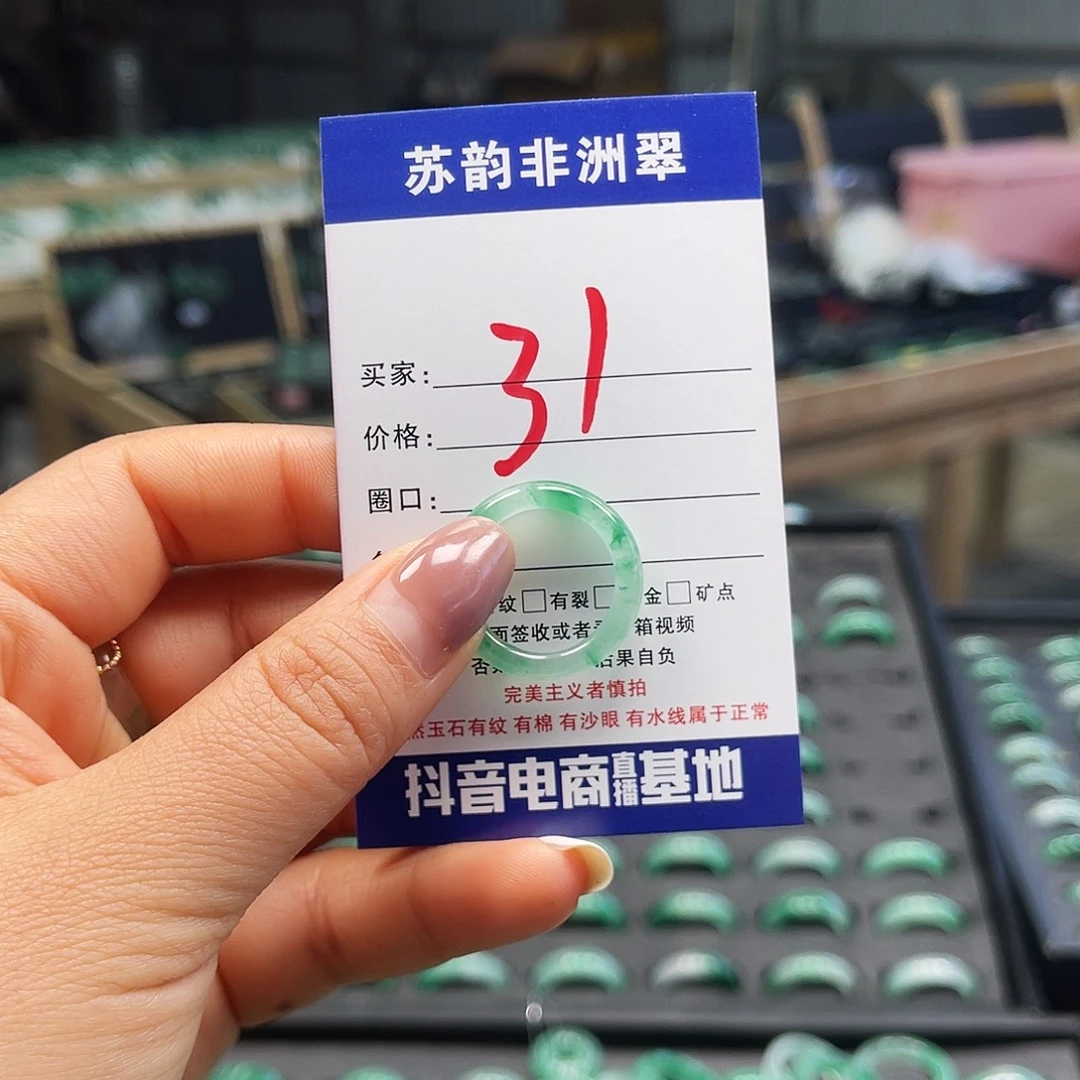 苏韵非洲翠
31
买家:
价格:
圈口:
纹□有裂□金□矿点
面签收或者 箱视频
否 后果自负
完美主义者慎拍
然玉石有纹 有棉 有沙眼 有水线属于正常
抖音电商直播基地